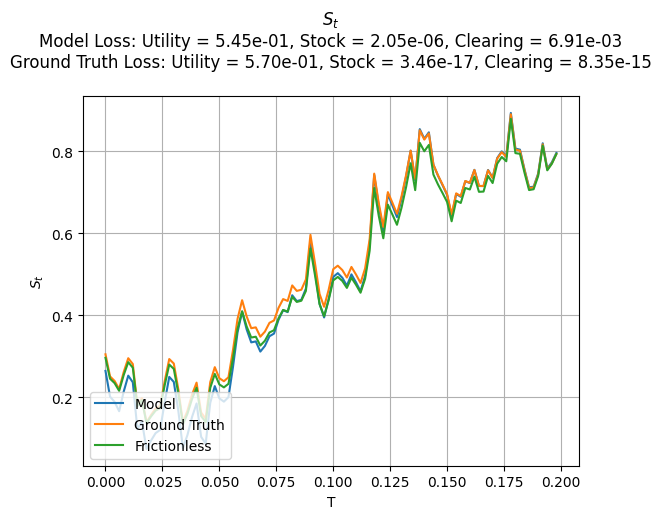 S_t
Model Loss: Utility = 5.45e-01, Stock = 2.05e-06, Clearing = 6.91e-03
Ground Truth Loss: Utility = 5.70e-01, Stock = 3.46e-17, Clearing = 8.35e-15
0.8
0.6
S_t
0.4
0.2
Model
Ground Truth
Frictionless
0.000 0.025 0.050 0.075 0.100 0.125 0.150 0.175 0.200
T